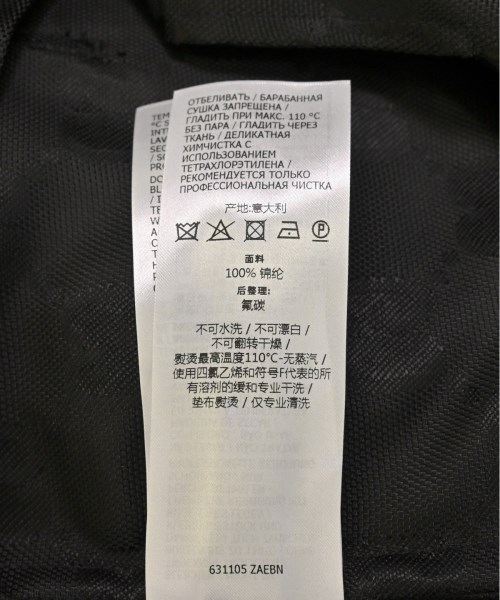 ОТБЕЛИВАТЬ / БАРАБАННАЯ
СУШКА ЗАПРЕЩЕНА /
ГЛАДИТЬ ПРИ МАКС. 110 °C
БЕЗ ПАРА / ГЛАДИТЬ ЧЕРЕЗ
ТКАНЬ / ДЕЛИКАТНАЯ
ХИМЧИСТКА С
ИСПОЛЬЗОВАНИЕМ
ТЕТРАХЛОРЭТИЛЕНА /
РЕКОМЕНДУЕТСЯ ТОЛЬКО
ПРОФЕССИОНАЛЬНАЯ ЧИСТКА
产地:意大利
P
面料
100% 锦纶
后整理:
氟碳
不可水洗 / 不可漂白 /
不可翻转干燥 /
熨烫最高温度110°C-无蒸汽 /
使用四氯乙烯和符号F代表的所
有溶剂的缓和专业干洗 /
垫布熨烫 / 仅专业清洗
631105 ZAEBN